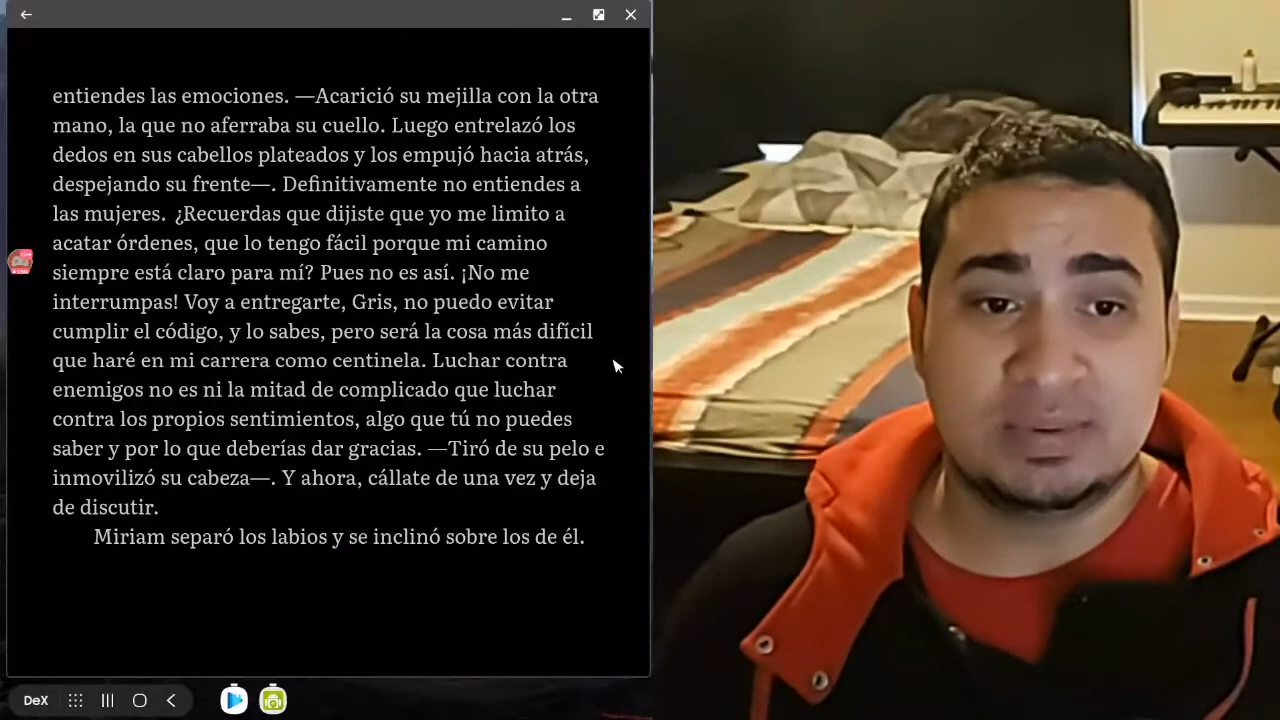 entiendes las emociones. —Acarició su mejilla con la otra
mano, la que no aferraba su cuello. Luego entrelazó los
dedos en sus cabellos plateados y los empujó hacia atrás,
despejando su frente—. Definitivamente no entiendes a
las mujeres. ¿Recuerdas que dijiste que yo me limito a
acatar órdenes, que lo tengo fácil porque mi camino
siempre está claro para mí? Pues no es así. ¡No me
interrumpas! Voy a entregarte, Gris, no puedo evitar
cumplir el código, y lo sabes, pero será la cosa más difícil
que haré en mi carrera como centinela. Luchar contra
enemigos no es ni la mitad de complicado que luchar
contra los propios sentimientos, algo que tú no puedes
saber y por lo que deberías dar gracias. —Tiró de su pelo e
inmovilizó su cabeza—. Y ahora, cállate de una vez y deja
de discutir.
Miriam separó los labios y se inclinó sobre los de él.
DeX